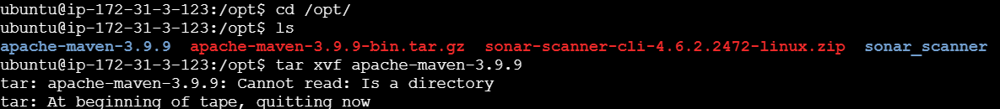 ubuntu@ip-172-31-3-123:/opt$ cd /opt/
ubuntu@ip-172-31-3-123:/opt$ ls
apache-maven-3.9.9  apache-maven-3.9.9-bin.tar.gz  sonar-scanner-cli-4.6.2.2472-linux.zip  sonar_scanner
ubuntu@ip-172-31-3-123:/opt$ tar xvf apache-maven-3.9.9
tar: apache-maven-3.9.9: Cannot read: Is a directory
tar: At beginning of tape, quitting now